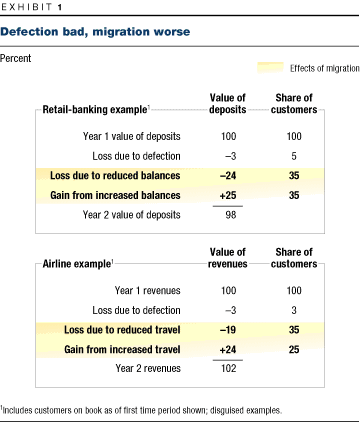 EXHIBIT 1
Defection bad, migration worse
Percent
Effects of migration
Retail-banking example¹ Value of deposits Share of customers
Year 1 value of deposits 100 100
Loss due to defection –3 5
Loss due to reduced balances –24 35
Gain from increased balances +25 35
Year 2 value of deposits 98
Airline example¹ Value of revenues Share of customers
Year 1 revenues 100 100
Loss due to defection –3 3
Loss due to reduced travel –19 35
Gain from increased travel +24 25
Year 2 revenues 102
¹Includes customers on book as of first time period shown; disguised examples.